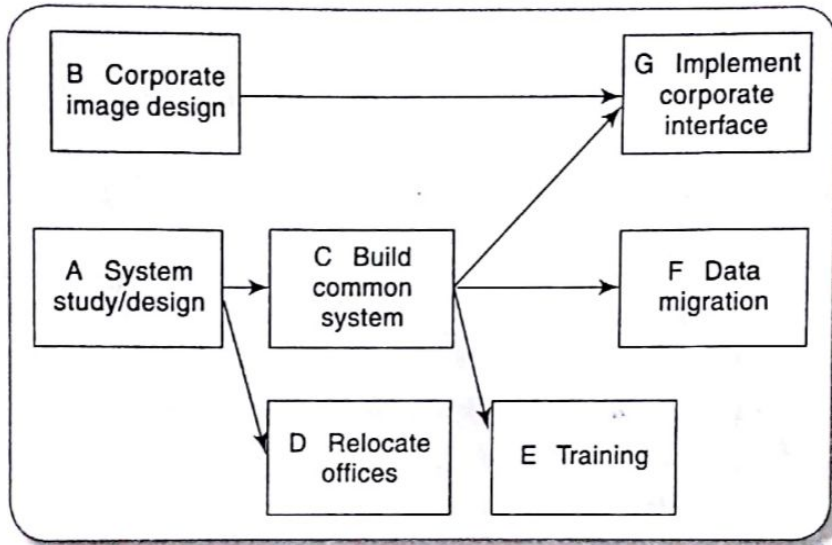 B Corporate
image design
G Implement
corporate
interface
A System
study/design
C Build
common
system
F Data
migration
D Relocate
offices
E Training